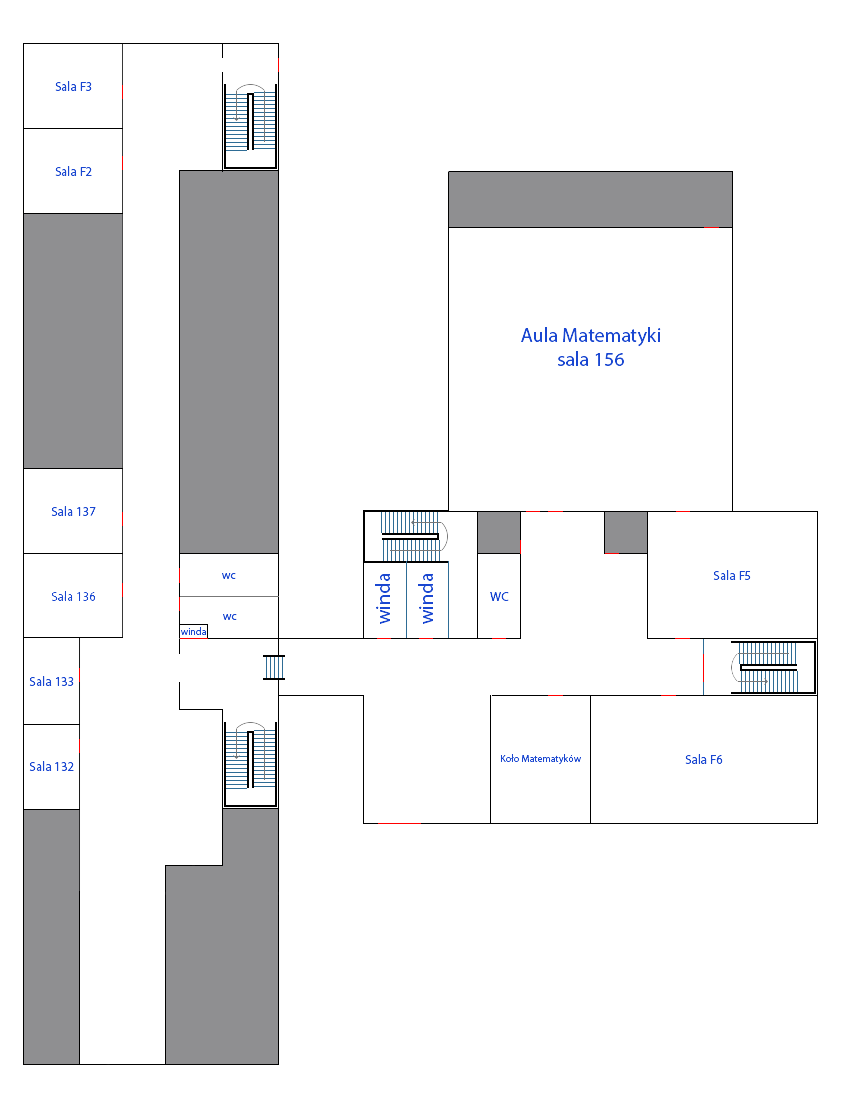 Sala F3
Sala F2
Aula Matematyki
sala 156
Sala 137
Sala 136
wc
wc
winda
winda
winda
WC
Sala F5
Sala 133
Sala 132
Koło Matematyków
Sala F6